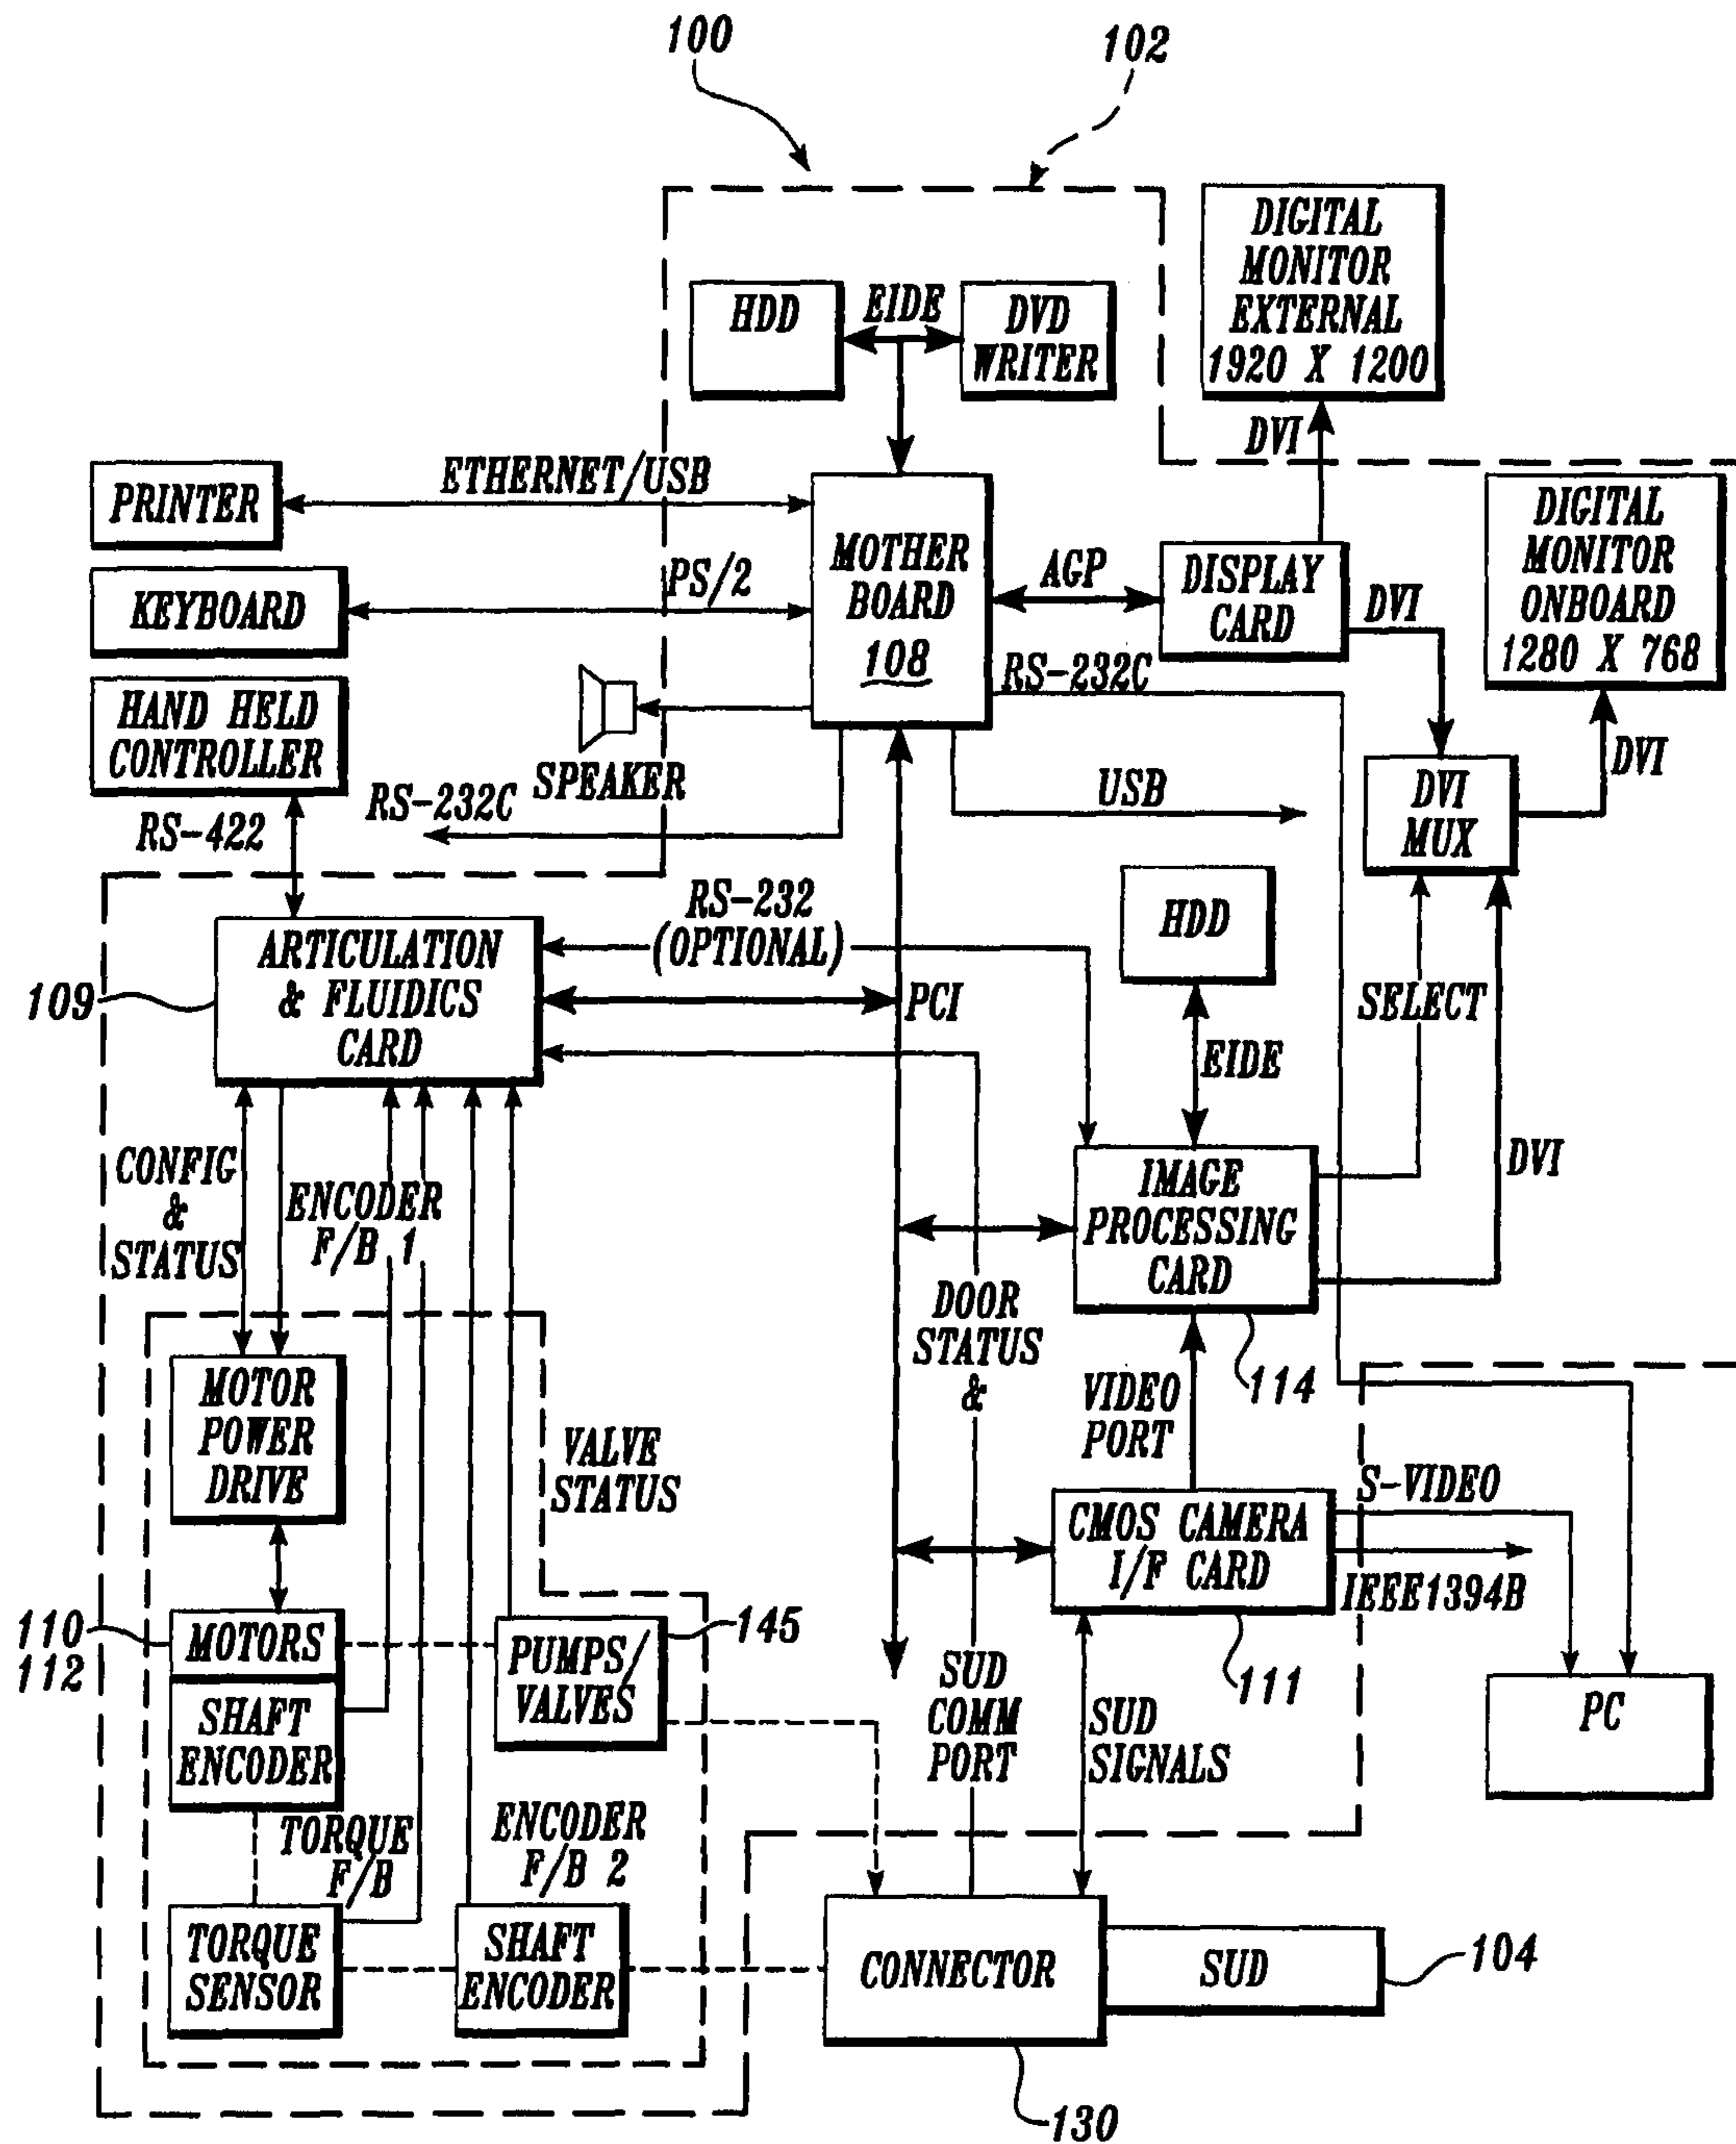 100
102
DIGITAL
MONITOR
EXTERNAL
1920 X 1200
HDD
EIDE
DVD
WRITER
DVI
PRINTER
ETHERNET/USB
MOTHER
BOARD
108
AGP
DISPLAY
CARD
DVI
DIGITAL
MONITOR
ONBOARD
1280 X 768
KEYBOARD
PS/2
RS-232C
HAND HELD
CONTROLLER
SPEAKER
RS-422
RS-232C
USB
DVI
MUX
DVI
RS-232
(OPTIONAL)
HDD
109
ARTICULATION
& FLUIDICS
CARD
PCI
SELECT
EIDE
CONFIG
&
STATUS
ENCODER
F/B 1
IMAGE
PROCESSING
CARD
DVI
DOOR
STATUS
&
114
MOTOR
POWER
DRIVE
VALVE
STATUS
VIDEO
PORT
S-VIDEO
CMOS CAMERA
I/F CARD
IEEE1394B
110
112
MOTORS
PUMPS/
VALVES
145
111
SHAFT
ENCODER
SUD
COMM
PORT
SUD
SIGNALS
PC
TORQUE
F/B
ENCODER
F/B 2
TORQUE
SENSOR
SHAFT
ENCODER
CONNECTOR
SUD
104
130